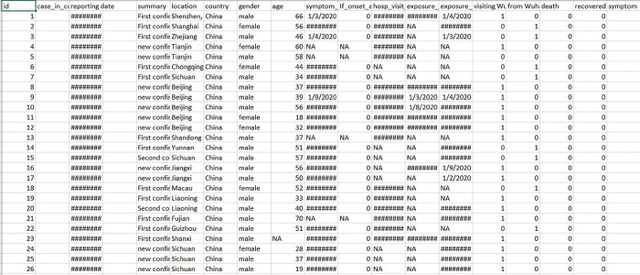 id case_in_cc reporting date summary location country gender age symptom_ If_onset_a hosp_visit_ exposure_ exposure_ visiting Wu from Wuha death recovered symptom
1 ######## First confir Shenzhen, China male 66 1/3/2020 0 ######## ######## 1/4/2020 1 0 0 0
2 ######## First confir Shanghai China female 56 ######## 0 ######## NA ######## 0 1 0 0
3 ######## First confir Zhejiang China male 46 1/4/2020 0 ######## NA 1/3/2020 0 1 0 0
4 ######## new confir Tianjin China female 60 NA NA ######## NA NA 1 0 0 0
5 ######## new confir Tianjin China male 58 NA NA ######## NA NA 0 0 0 0
6 ######## First confir Chongqing China female 44 ######## 0 ######## NA NA 0 1 0 0
7 ######## First confir Sichuan China male 34 ######## 0 ######## NA NA 0 1 0 0
8 ######## new confir Beijing China male 37 ######## 0 ######## ######## ######## 1 0 0 0
9 ######## new confir Beijing China male 39 1/9/2020 0 ######## 1/3/2020 1/4/2020 1 0 0 0
10 ######## new confir Beijing China male 56 ######## 0 ######## 1/8/2020 ######## 1 0 0 0
11 ######## new confir Beijing China female 18 ######## 0 ######## ######## ######## 1 0 0 0
12 ######## new confir Beijing China female 32 ######## 0 ######## ######## ######## 1 0 0 0
13 ######## First confir Shandong China male 37 NA NA ######## NA NA 1 0 0 0
14 ######## First confir Yunnan China male 51 ######## 0 ######## NA ######## 0 1 0 0
15 ######## Second co Sichuan China male 57 ######## 0 NA NA NA 0 1 0 0
16 ######## new confir Jiangxi China male 56 ######## 0 NA ######## 1/9/2020 1 0 0 0
17 ######## new confir Jiangxi China male 50 ######## 0 NA NA 1/2/2020 1 0 0 0
18 ######## First confir Macau China female 52 ######## 0 ######## NA ######## 0 1 0 0
19 ######## First confir Liaoning China male 33 ######## 0 ######## NA ######## 1 0 0 0
20 ######## Second co Liaoning China male 40 ######## 0 ######## NA ######## 1 0 0 0
21 ######## First confir Fujian China male 70 NA NA ######## NA ######## 1 0 0 0
22 ######## First confir Guizhou China male 51 ######## 0 ######## NA NA 0 1 0 0
23 ######## First confir Shanxi China male NA ######## 0 ######## ######## ######## 1 0 0 0
24 ######## new confir Sichuan China female 28 ######## 0 NA NA ######## 1 0 0 0
25 ######## new confir Sichuan China male 37 ######## 0 NA NA ######## 1 0 0 0
26 ######## new confir Sichuan China male 19 ######## 0 NA NA ######## 1 0 0 0